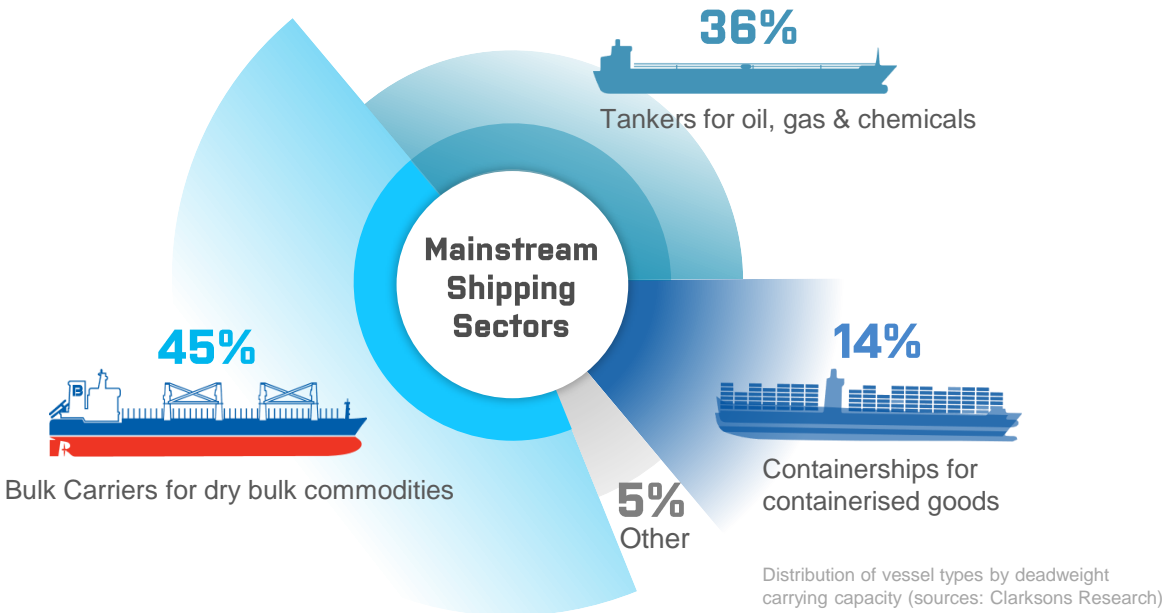 36%
Tankers for oil, gas & chemicals
Mainstream
Shipping
Sectors
45%
B
Bulk Carriers for dry bulk commodities
14%
Containerships for
containerised goods
5%
Other
Distribution of vessel types by deadweight
carrying capacity (sources: Clarksons Research)